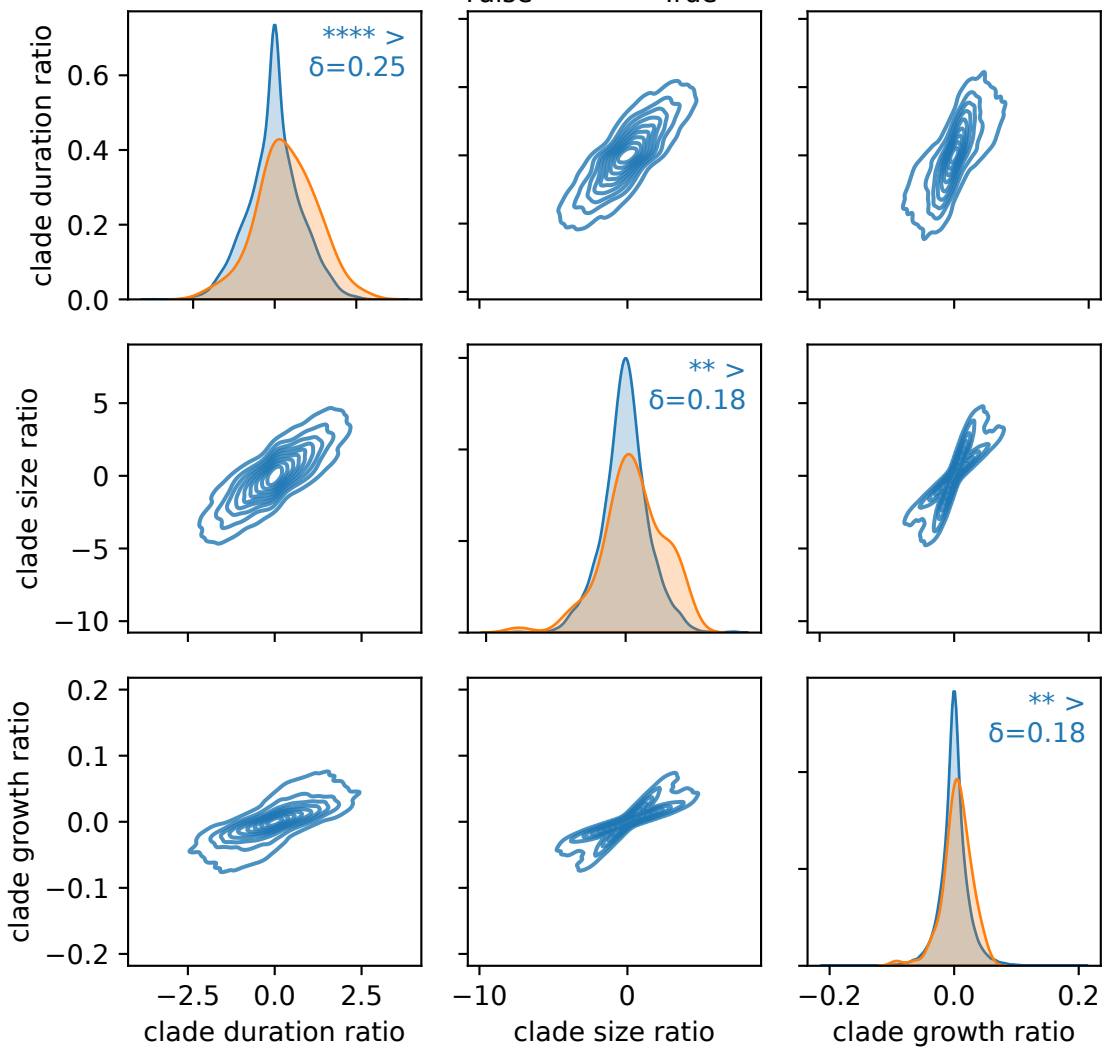 clade duration ratio
0.6
0.4
0.2
0.0
**** >
δ=0.25
clade size ratio
5
0
−5
−10
** >
δ=0.18
clade growth ratio
0.2
0.1
0.0
−0.1
−0.2
** >
δ=0.18
−2.5 0.0 2.5
−10 0
−0.2 0.0 0.2
clade duration ratio
clade size ratio
clade growth ratio